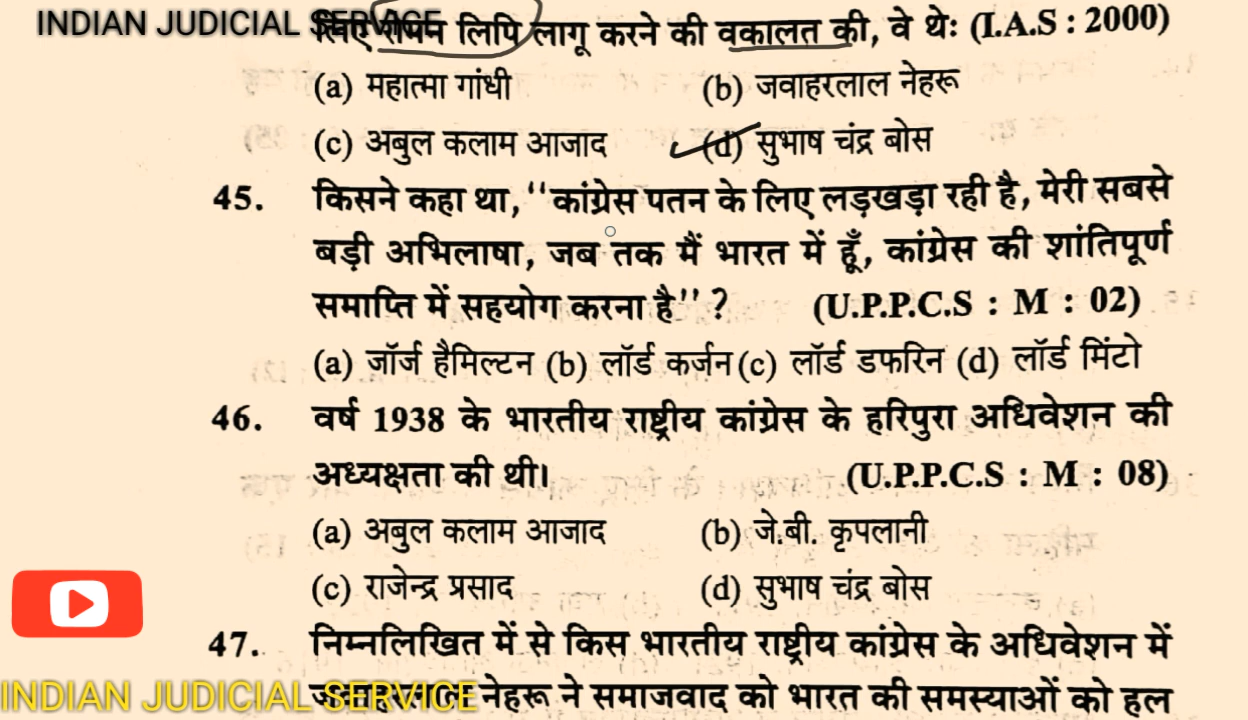 INDIAN JUDICIAL SERVICE
लिए रोमन लिपि लागू करने की वकालत की, वे थेः (I.A.S : 2000)
(a) महात्मा गांधी (b) जवाहरलाल नेहरू
(c) अबुल कलाम आजाद (d) सुभाष चंद्र बोस
45. किसने कहा था, ‘‘कांग्रेस पतन के लिए लड़खड़ा रही है, मेरी सबसे
बड़ी अभिलाषा, जब तक मैं भारत में हूँ, कांग्रेस की शांतिपूर्ण
समाप्ति में सहयोग करना है’’ ? (U.P.P.C.S : M : 02)
(a) जॉर्ज हैमिल्टन (b) लॉर्ड कर्जन (c) लॉर्ड डफरिन (d) लॉर्ड मिंटो
46. वर्ष 1938 के भारतीय राष्ट्रीय कांग्रेस के हरिपुरा अधिवेशन की
अध्यक्षता की थी। (U.P.P.C.S : M : 08)
(a) अबुल कलाम आजाद (b) जे.बी. कृपलानी
(c) राजेन्द्र प्रसाद (d) सुभाष चंद्र बोस
47. निम्नलिखित में से किस भारतीय राष्ट्रीय कांग्रेस के अधिवेशन में
जवाहरलाल नेहरू ने समाजवाद को भारत की समस्याओं को हल
INDIAN JUDICIAL SERVICE